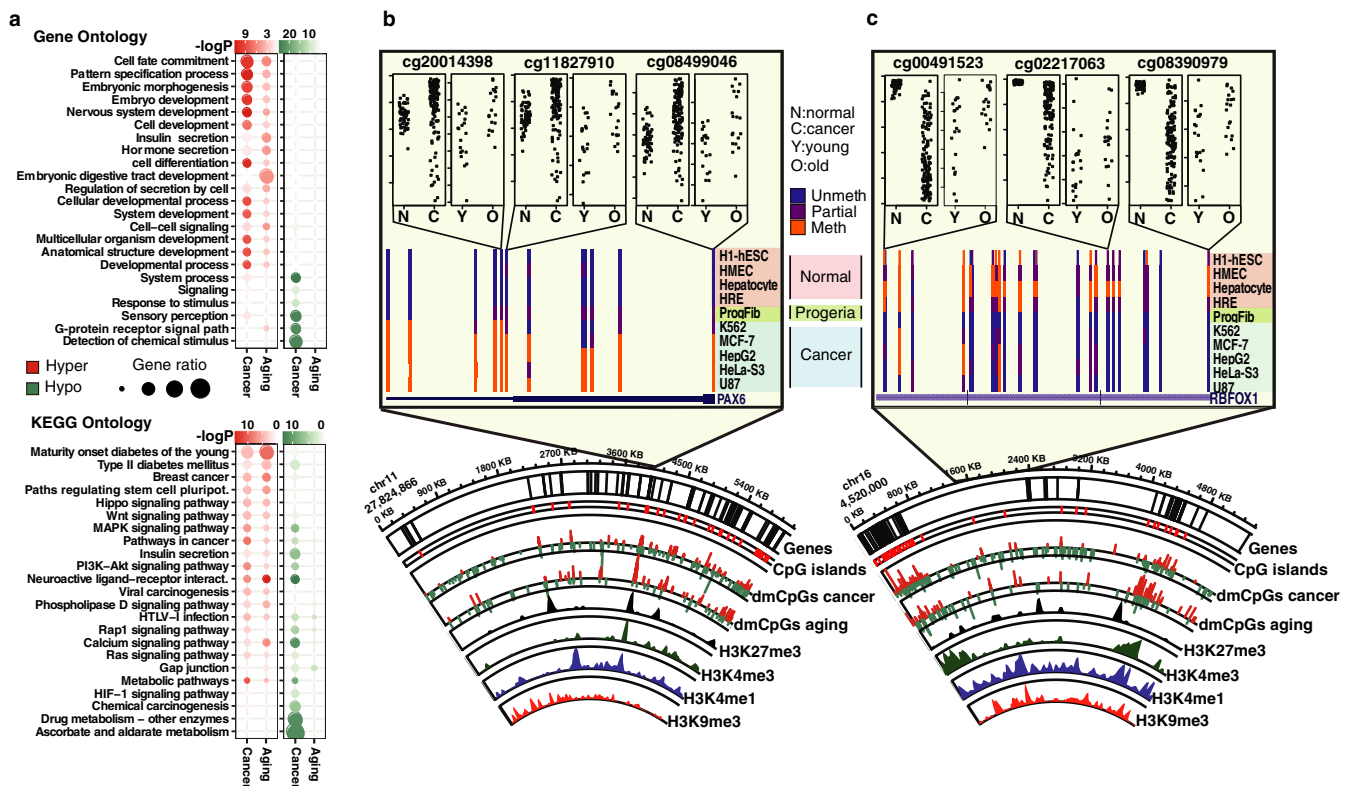 a
Gene Ontology
-logP
9 3 20 10
Cell fate commitment
Pattern specification process
Embryonic morphogenesis
Embryo development
Nervous system development
Cell development
Insulin secretion
Hormone secretion
cell differentiation
Embryonic digestive tract development
Regulation of secretion by cell
Cellular developmental process
System development
Cell-cell signaling
Multicellular organism development
Anatomical structure development
Developmental process
System process
Signaling
Response to stimulus
Sensory perception
G-protein receptor signal path
Detection of chemical stimulus
Cancer
Aging
Cancer
Aging
Hyper
Hypo
Gene ratio
KEGG Ontology
-logP
10 0 10 0
Maturity onset diabetes of the young
Type II diabetes mellitus
Breast cancer
Paths regulating stem cell pluripot.
Hippo signaling pathway
Wnt signaling pathway
MAPK signaling pathway
Pathways in cancer
Insulin secretion
PI3K-Akt signaling pathway
Neuroactive ligand-receptor interact.
Viral carcinogenesis
Phospholipase D signaling pathway
HTLV-I infection
Rap1 signaling pathway
Calcium signaling pathway
Ras signaling pathway
Gap junction
Metabolic pathways
HIF-1 signaling pathway
Chemical carcinogenesis
Drug metabolism - other enzymes
Ascorbate and aldarate metabolism
Cancer
Aging
Cancer
Aging
b
cg20014398 cg11827910 cg08499046
N C Y O N C Y O N C Y O
H1-hESC
HMEC
Hepatocyte
HRE
ProgFib
K562
MCF-7
HepG2
HeLa-S3
U87
PAX6
N:normal
C:cancer
Y:young
O:old
Unmeth
Partial
Meth
Normal
Progeria
Cancer
chr11
27,824,866
0 KB
900 KB
1800 KB
2700 KB
3600 KB
4500 KB
5400 KB
Genes
CpG islands
dmCpGs cancer
dmCpGs aging
H3K27me3
H3K4me3
H3K4me1
H3K9me3
c
cg00491523 cg02217063 cg08390979
N C Y O N C Y O N C Y O
H1-hESC
HMEC
Hepatocyte
HRE
ProgFib
K562
MCF-7
HepG2
HeLa-S3
U87
RBFOX1
chr16
4,520,000
0 KB
800 KB
1600 KB
2400 KB
3200 KB
4000 KB
4800 KB
Genes
CpG islands
dmCpGs cancer
dmCpGs aging
H3K27me3
H3K4me3
H3K4me1
H3K9me3